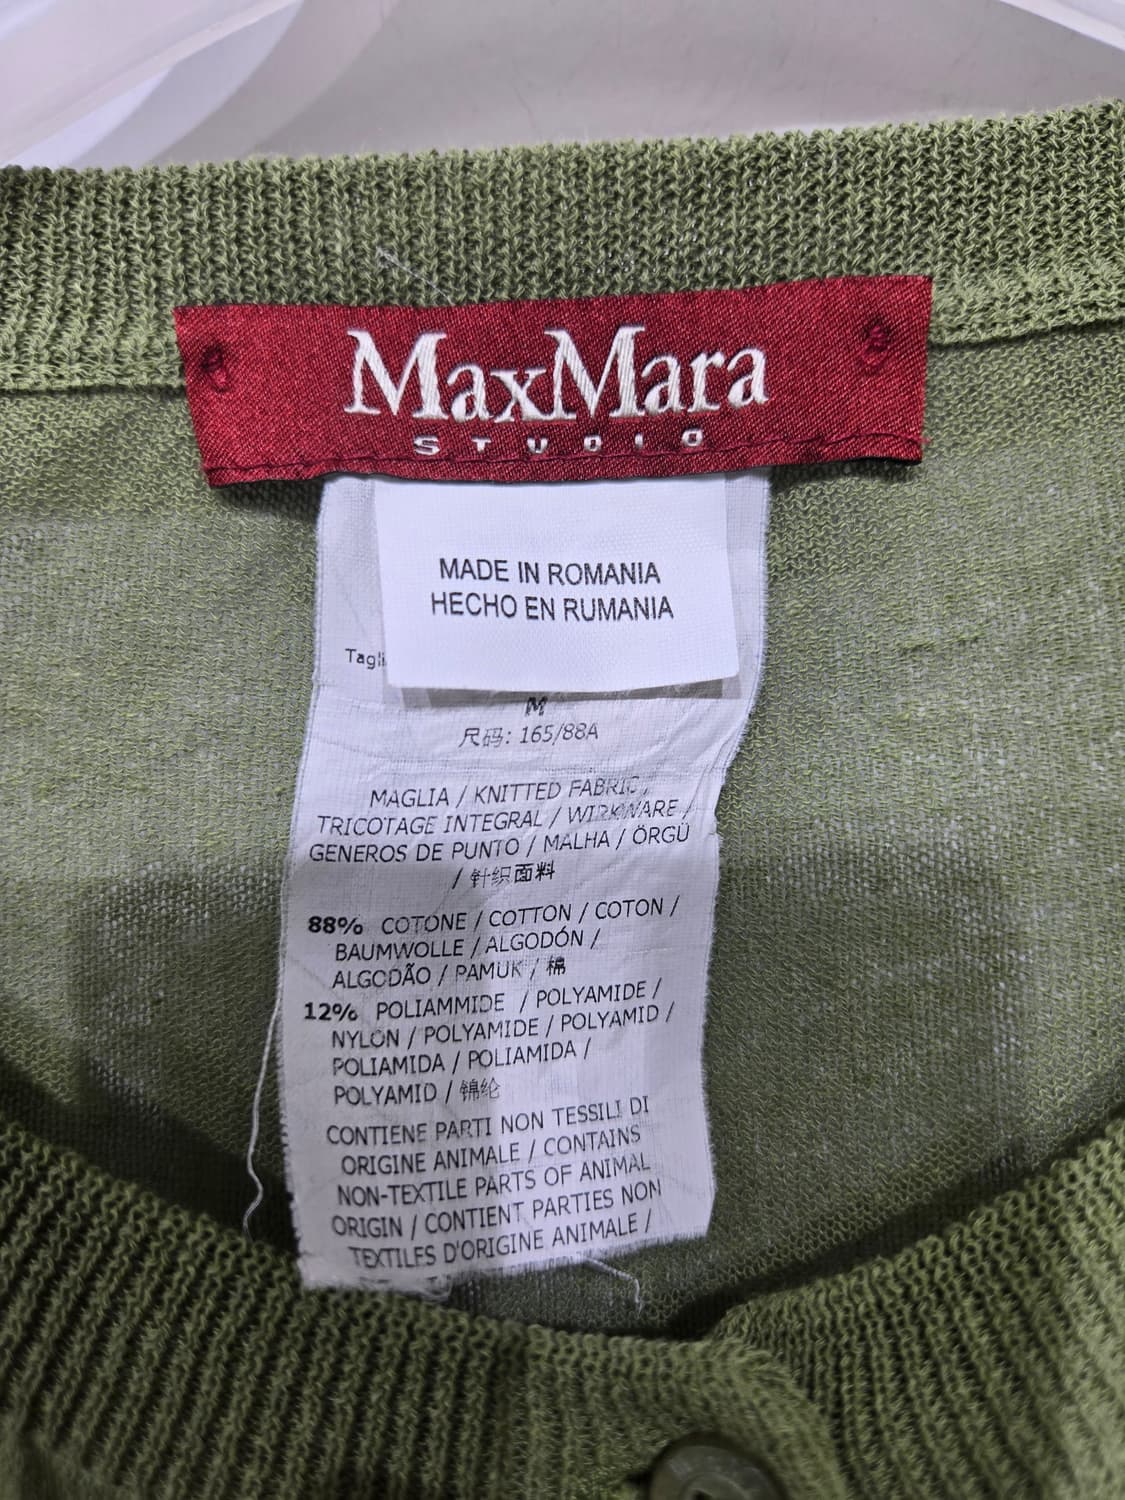 MaxMara
STUDIO
MADE IN ROMANIA
HECHO EN RUMANIA
M
尺码: 165/88A
MAGLIA / KNITTED FABRIC /
TRICOTAGE INTEGRAL / WIRKWARE /
GENEROS DE PUNTO / MALHA / ÖRGÜ
/ 针织面料
88% COTONE / COTTON / COTON /
BAUMWOLLE / ALGODÓN /
ALGODÃO / PAMUK / 棉
12% POLIAMMIDE / POLYAMIDE /
NYLON / POLYAMIDE / POLYAMID /
POLIAMIDA / POLIAMIDA /
POLYAMID / 锦纶
CONTIENE PARTI NON TESSILI DI
ORIGINE ANIMALE / CONTAINS
NON-TEXTILE PARTS OF ANIMAL
ORIGIN / CONTIENT PARTIES NON
TEXTILES D'ORIGINE ANIMALE /